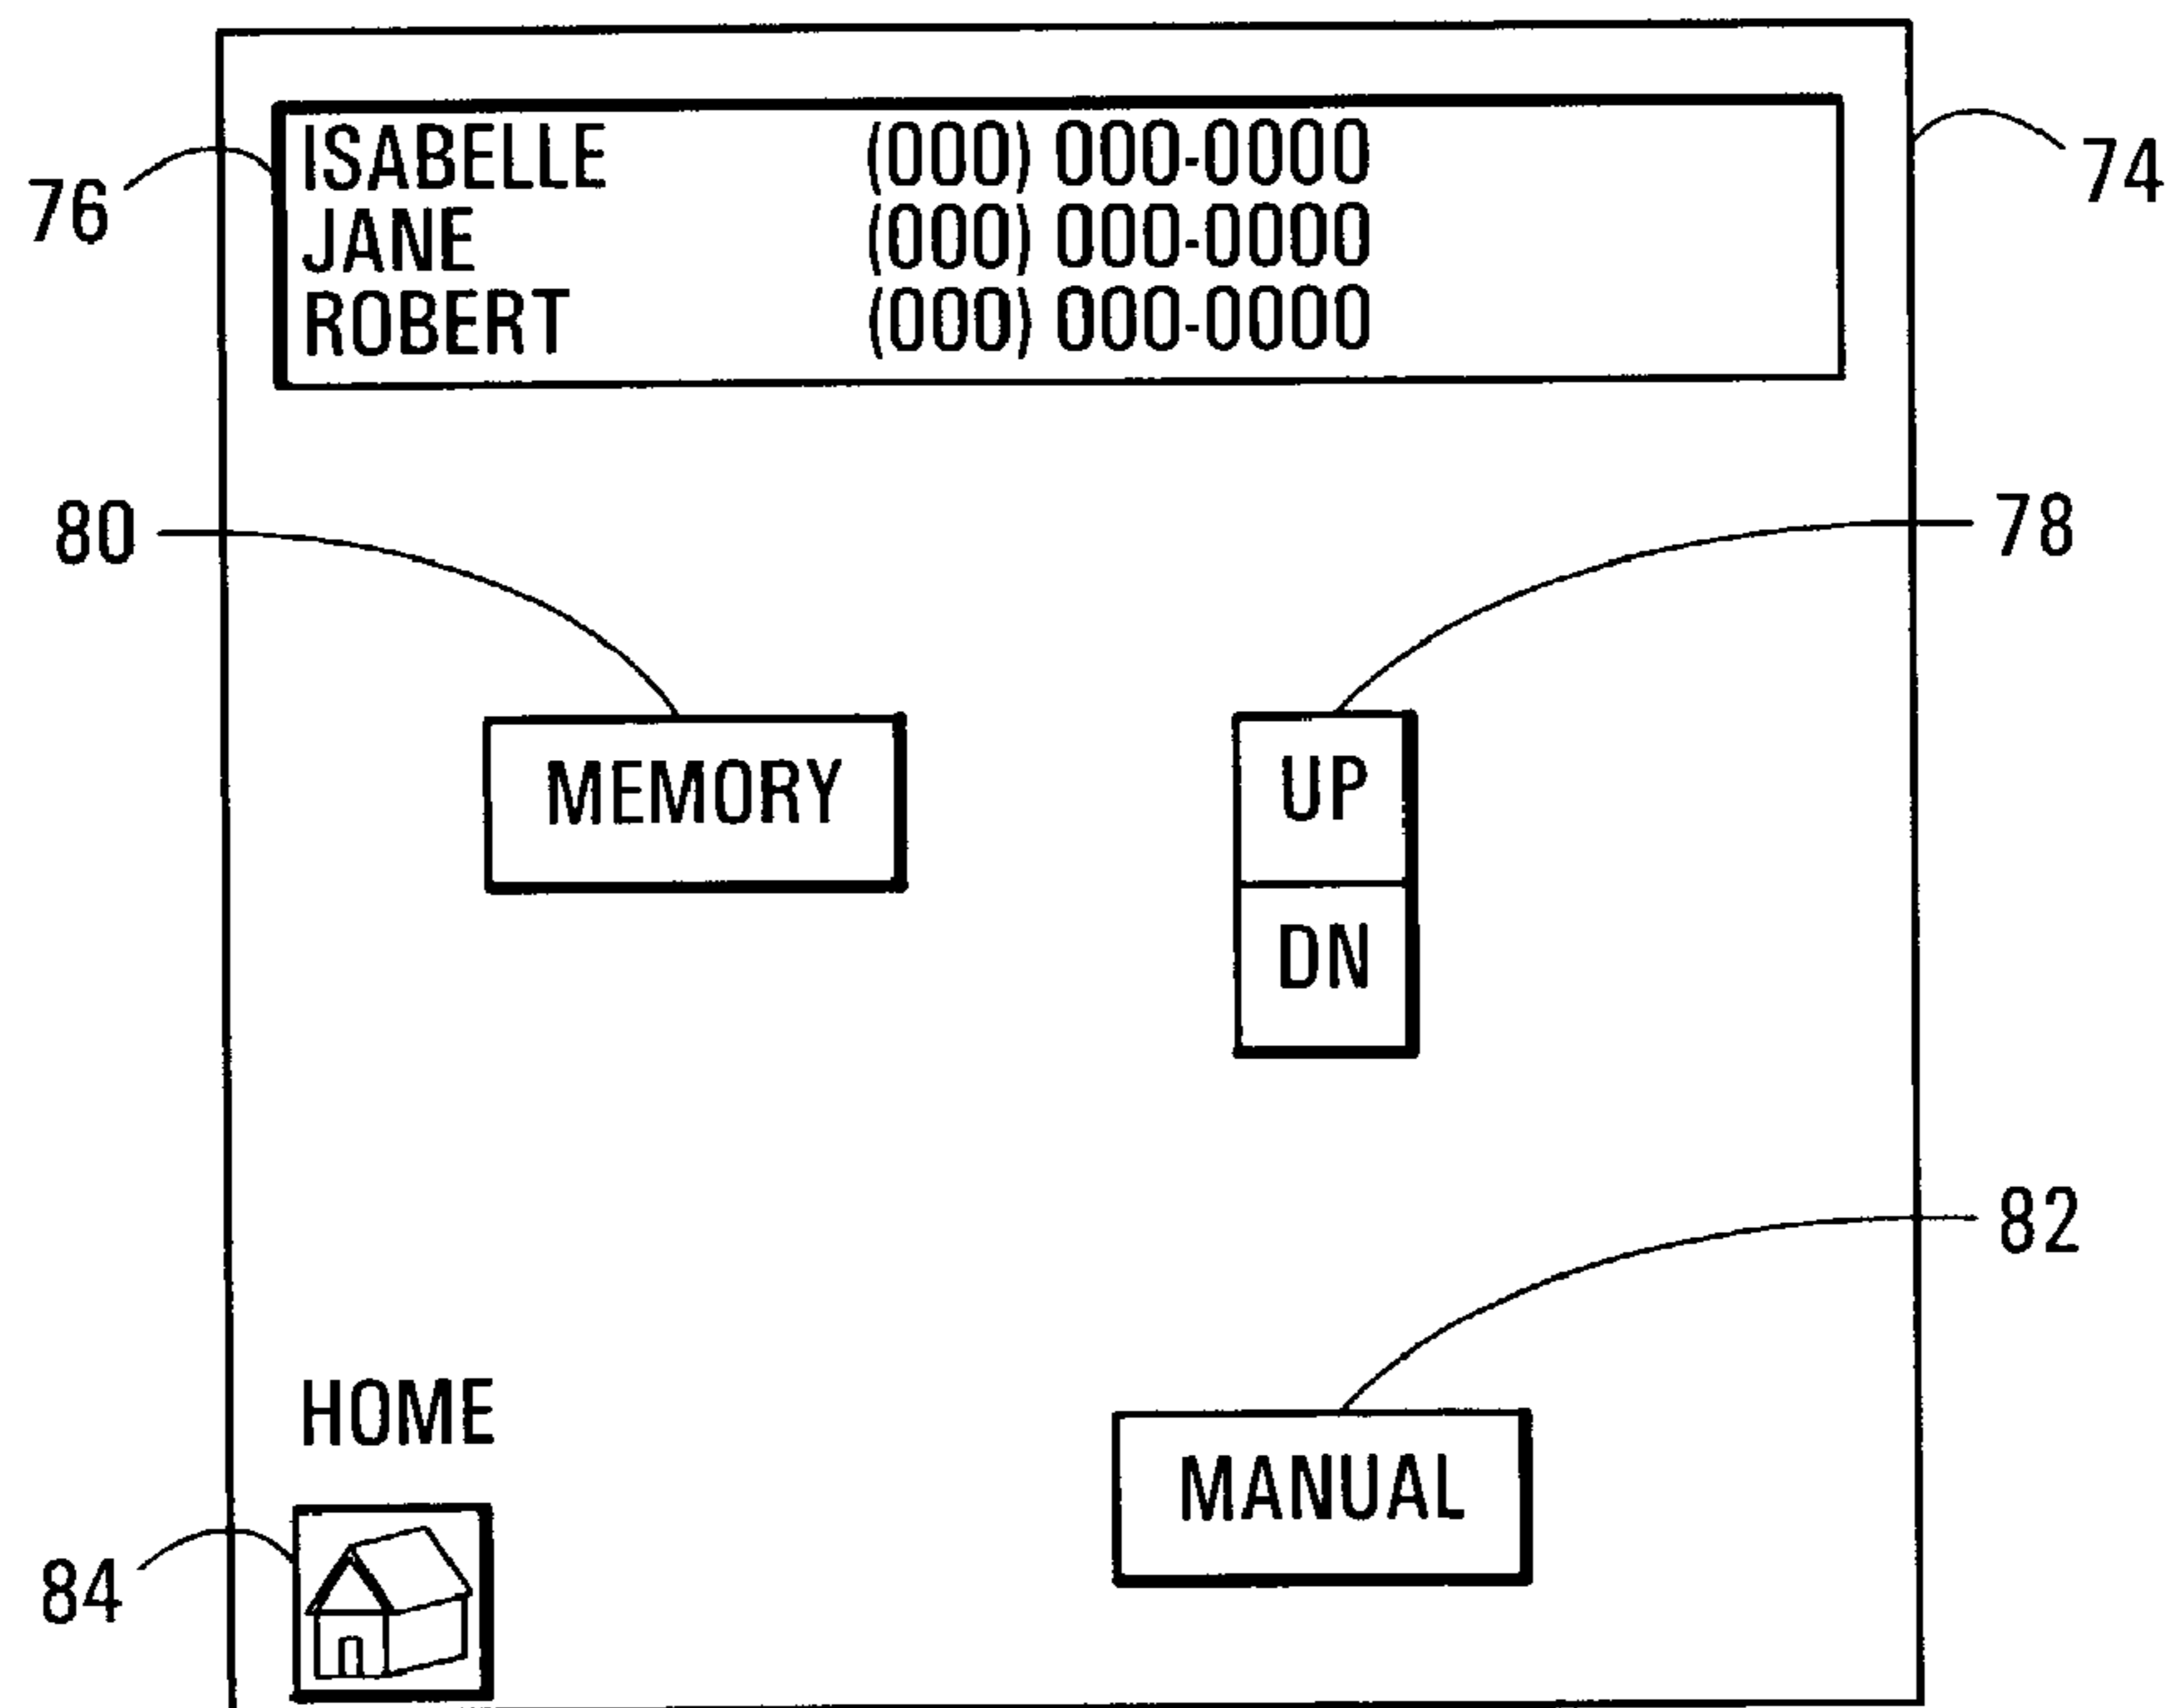 ISABELLE (000) 000-0000
JANE (000) 000-0000
ROBERT (000) 000-0000
76
74
80
78
MEMORY
UP
DN
82
HOME
MANUAL
84